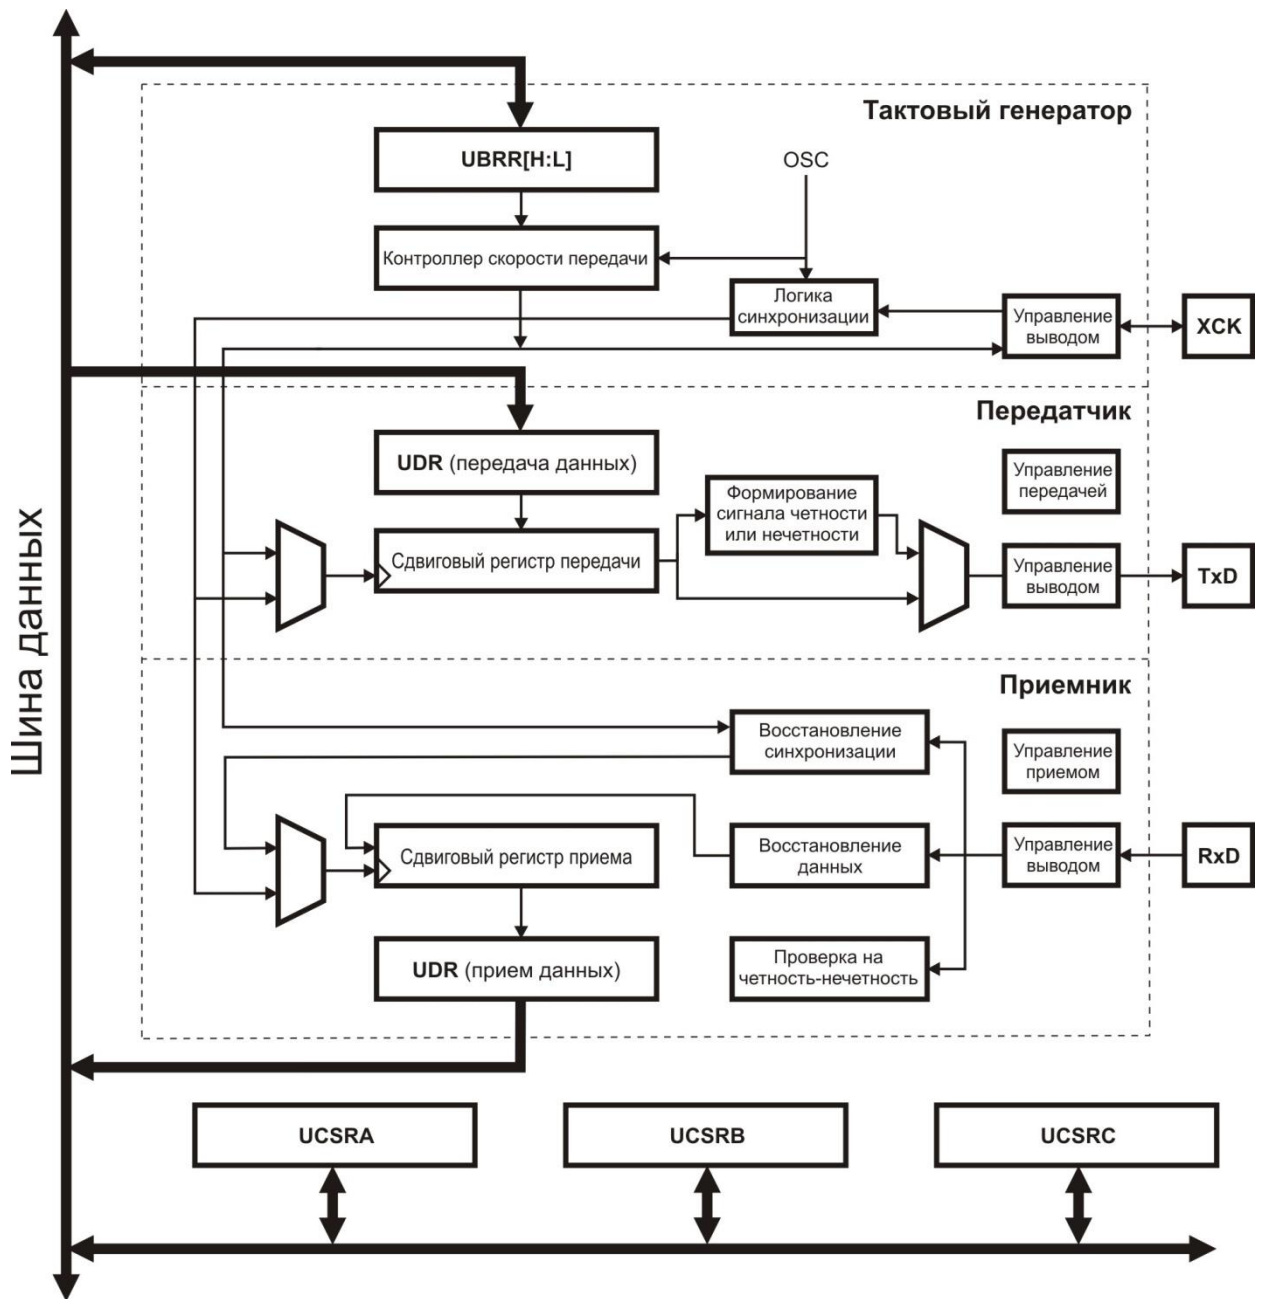 Шина данных
Тактовый генератор
UBRR[H:L]
OSC
Контроллер скорости передачи
Логика
синхронизации
Управление
выводом
XCK
Передатчик
UDR (передача данных)
Управление
передачей
Формирование
сигнала четности
или нечетности
Сдвиговый регистр передачи
Управление
выводом
TxD
Приемник
Восстановление
синхронизации
Управление
приемом
Сдвиговый регистр приема
Восстановление
данных
Управление
выводом
RxD
UDR (прием данных)
Проверка на
четность-нечетность
UCSRA
UCSRB
UCSRC